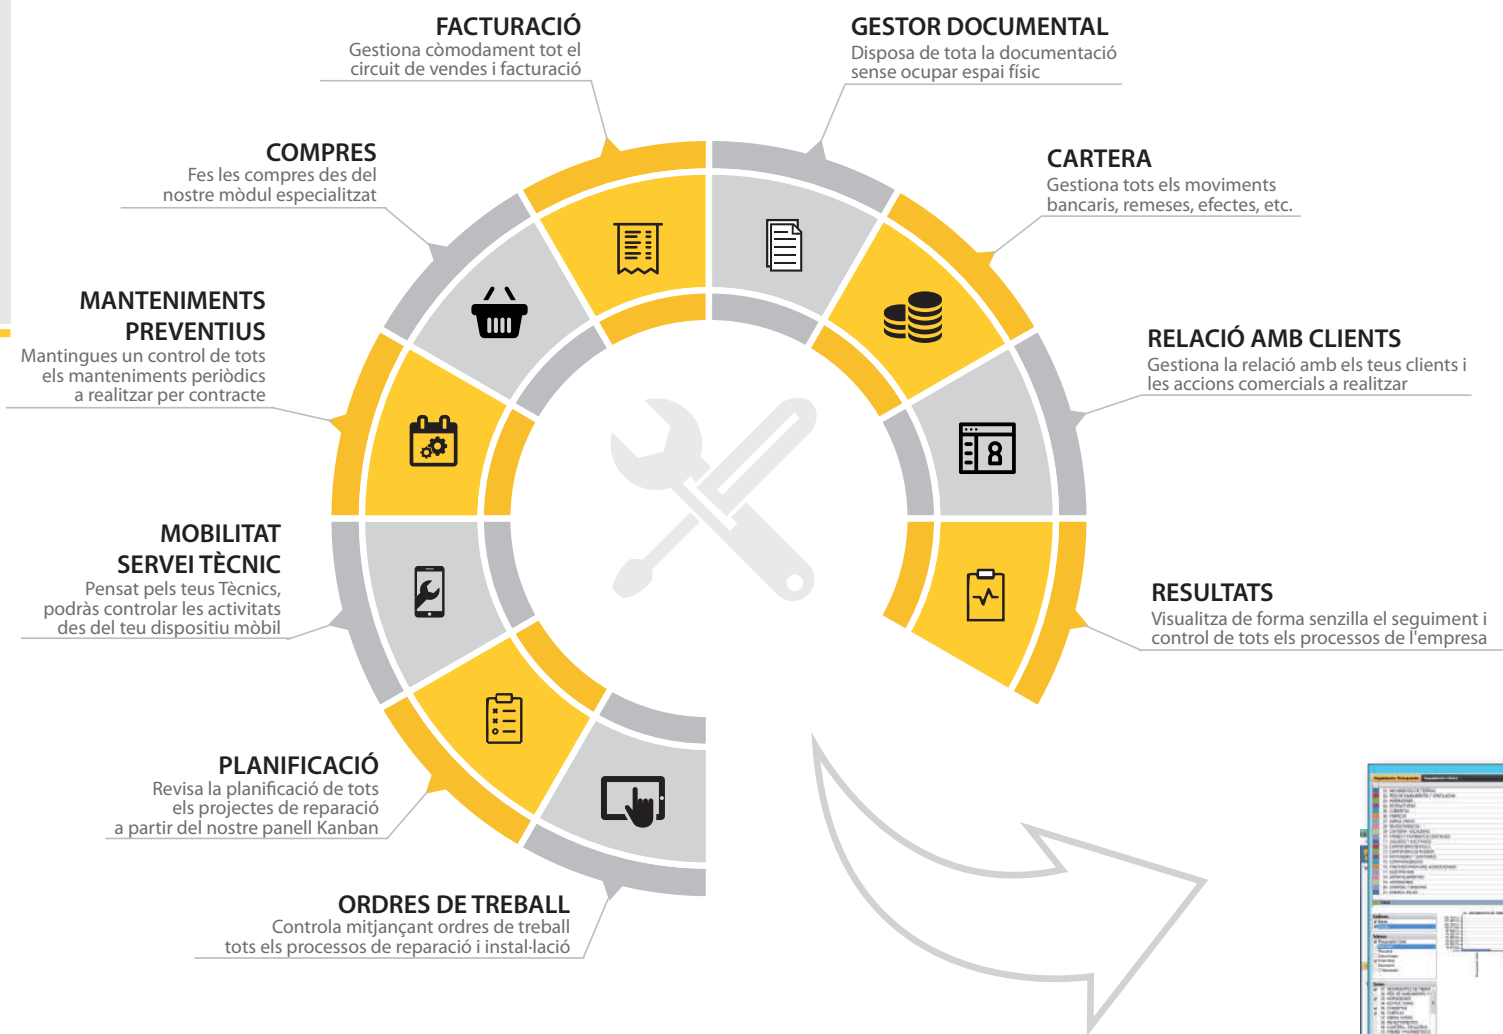 FACTURACIÓ
Gestiona còmodament tot el
circuit de vendes i facturació
GESTOR DOCUMENTAL
Disposa de tota la documentació
sense ocupar espai físic
COMPRES
Fes les compres des del
nostre mòdul especialitzat
CARTERA
Gestiona tots els moviments
bancaris, remeses, efectes, etc.
MANTENIMENTS
PREVENTIUS
Mantingues un control de tots
els manteniments periòdics
a realitzar per contracte
RELACIÓ AMB CLIENTS
Gestiona la relació amb els teus clients i
les accions comercials a realitzar
MOBILITAT
SERVEI TÈCNIC
Pensat pels teus Tècnics,
podràs controlar les activitats
des del teu dispositiu mòbil
RESULTATS
Visualitza de forma senzilla el seguiment i
control de tots els processos de l'empresa
PLANIFICACIÓ
Revisa la planificació de tots
els projectes de reparació
a partir del nostre panell Kanban
ORDRES DE TREBALL
Controla mitjançant ordres de treball
tots els processos de reparació i instal·lació